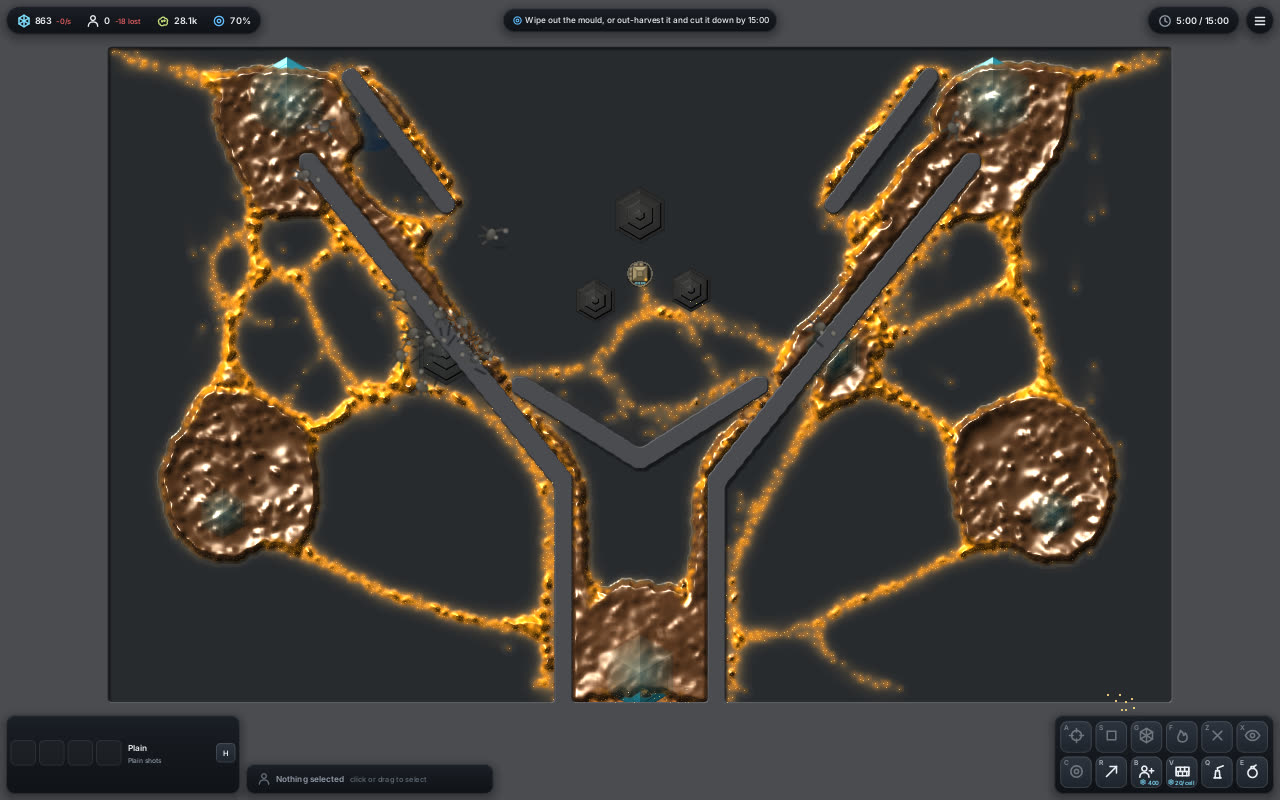 863 -0/s 0 -18 lost 28.1k 70%
Wipe out the mould, or out-harvest it and cut it down by 15:00
5:00 / 15:00
Plain
Plain shots
H
Nothing selected click or drag to select
A S G F Z X
C R B V Q E
400 20/cell